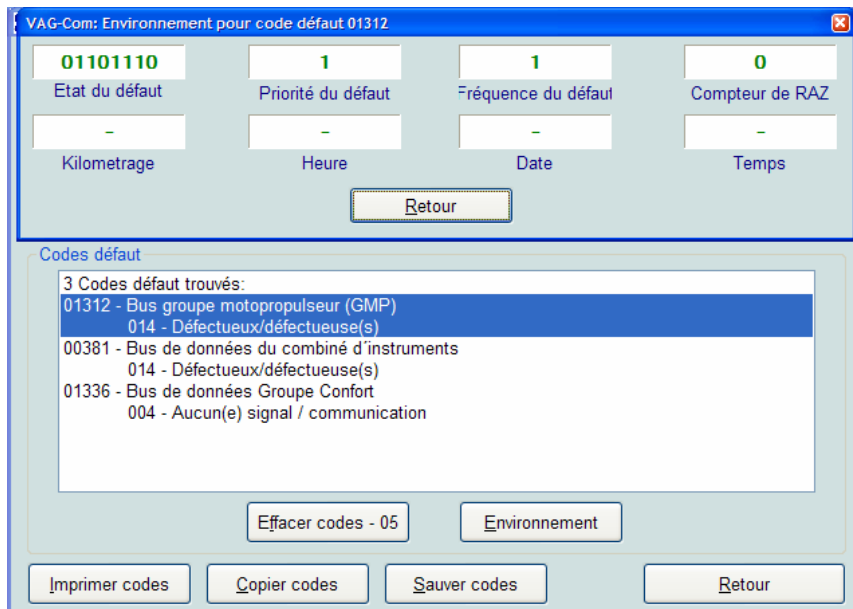 VAG-Com: Environnement pour code défaut 01312
01101110 1 1 0
Etat du défaut Priorité du défaut Fréquence du défaut Compteur de RAZ
- - - -
Kilometrage Heure Date Temps
Retour
Codes défaut
3 Codes défaut trouvés:
01312 - Bus groupe motopropulseur (GMP)
014 - Défectueux/défectueuse(s)
00381 - Bus de données du combiné d´instruments
014 - Défectueux/défectueuse(s)
01336 - Bus de données Groupe Confort
004 - Aucun(e) signal / communication
Effacer codes - 05 Environnement
Imprimer codes Copier codes Sauver codes Retour